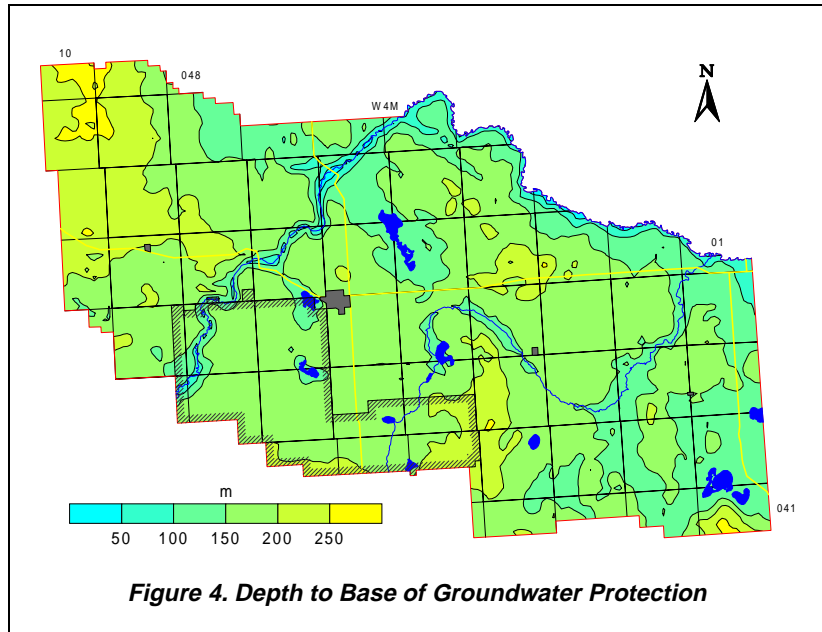 10
048
W4M
N
01
m
50 100 150 200 250
041
Figure 4. Depth to Base of Groundwater Protection